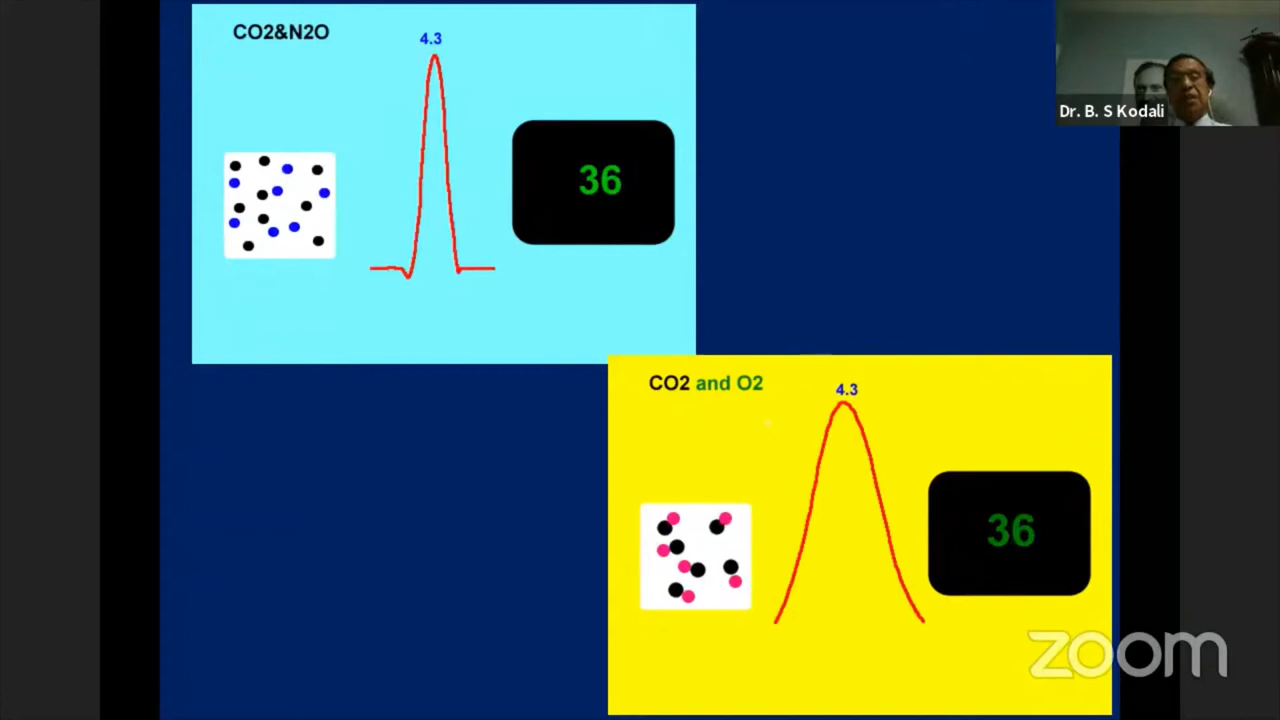 CO2&N2O
4.3
36
Dr. B. S Kodali
CO2 and O2
4.3
36
zoom